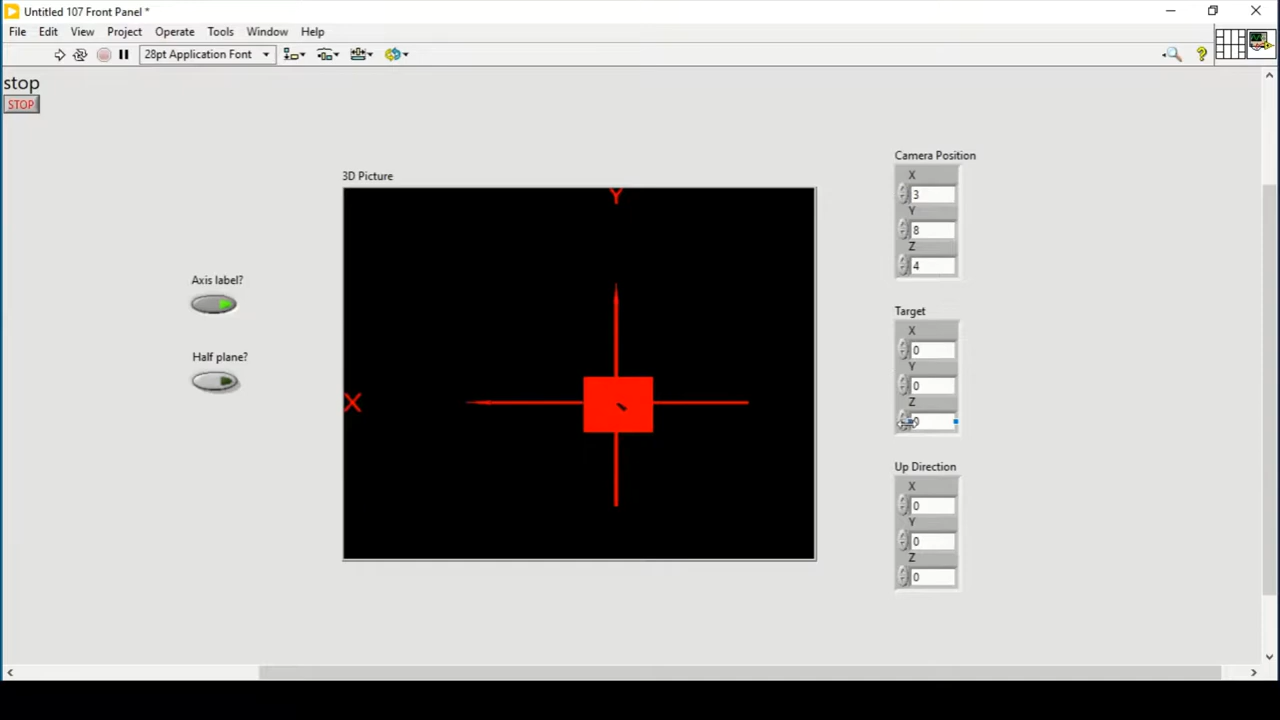 Untitled 107 Front Panel *
File Edit View Project Operate Tools Window Help
28pt Application Font
stop
STOP
Camera Position
X
3
Y
8
Z
4
3D Picture
Y
X
Axis label?
Half plane?
Target
X
0
Y
0
Z
0
Up Direction
X
0
Y
0
Z
0